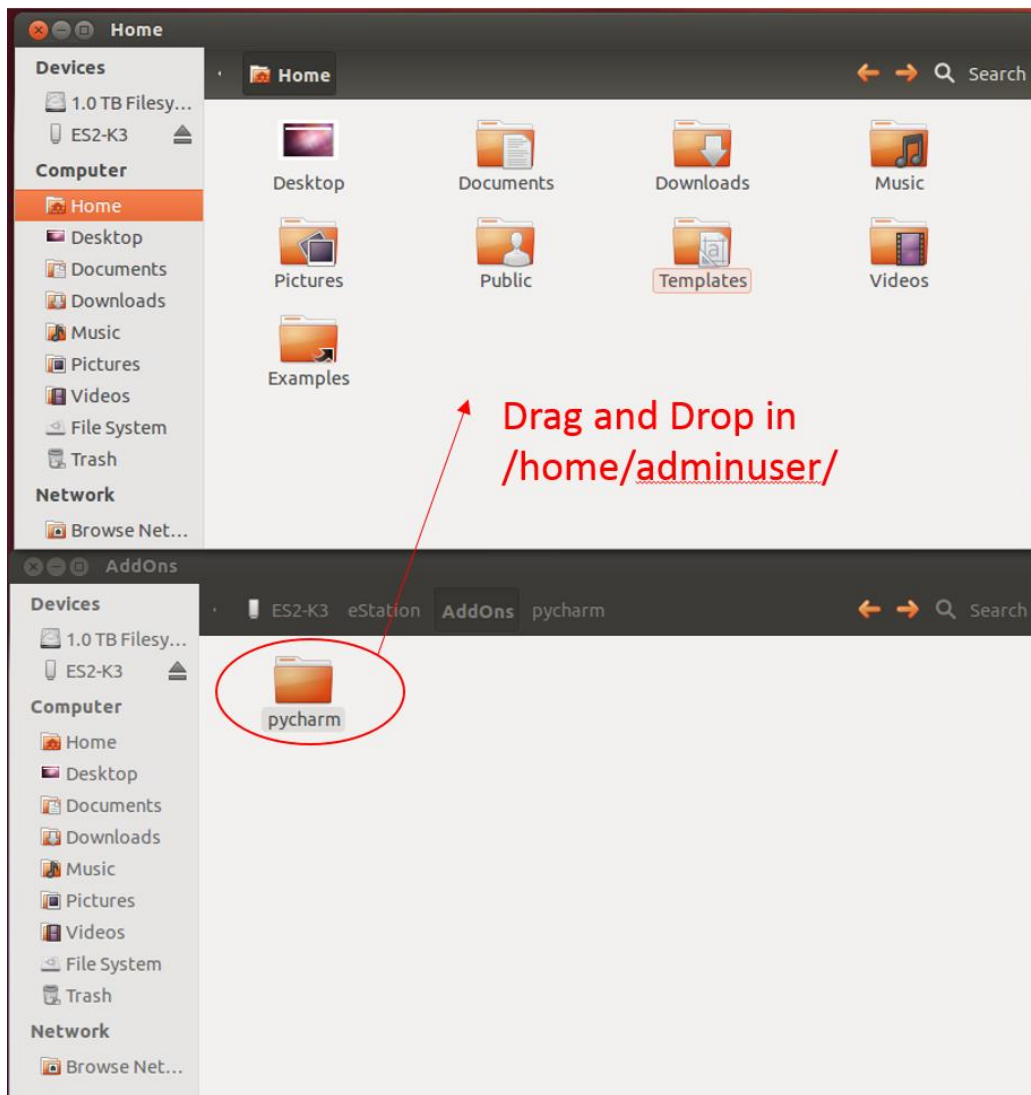 Home
Devices
1.0 TB Filesy...
ES2-K3
Computer
Home
Desktop
Documents
Downloads
Music
Pictures
Videos
File System
Trash
Network
Browse Net...
Home
Search
Desktop
Documents
Downloads
Music
Pictures
Public
Templates
Videos
Examples
Drag and Drop in
/home/adminuser/
AddOns
Devices
1.0 TB Filesy...
ES2-K3
Computer
Home
Desktop
Documents
Downloads
Music
Pictures
Videos
File System
Trash
Network
Browse Net...
ES2-K3 eStation AddOns pycharm
Search
pycharm